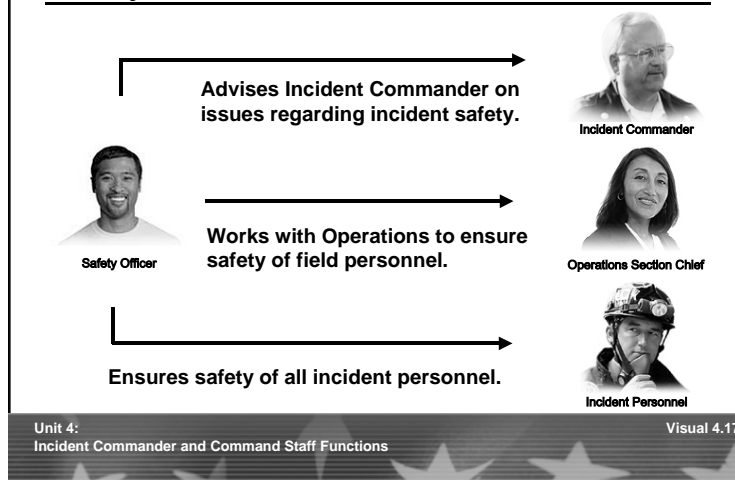 Advises Incident Commander on
issues regarding incident safety.
Incident Commander
Safety Officer
Works with Operations to ensure
safety of field personnel.
Operations Section Chief
Ensures safety of all incident personnel.
Incident Personnel
Unit 4:
Incident Commander and Command Staff Functions
Visual 4.17